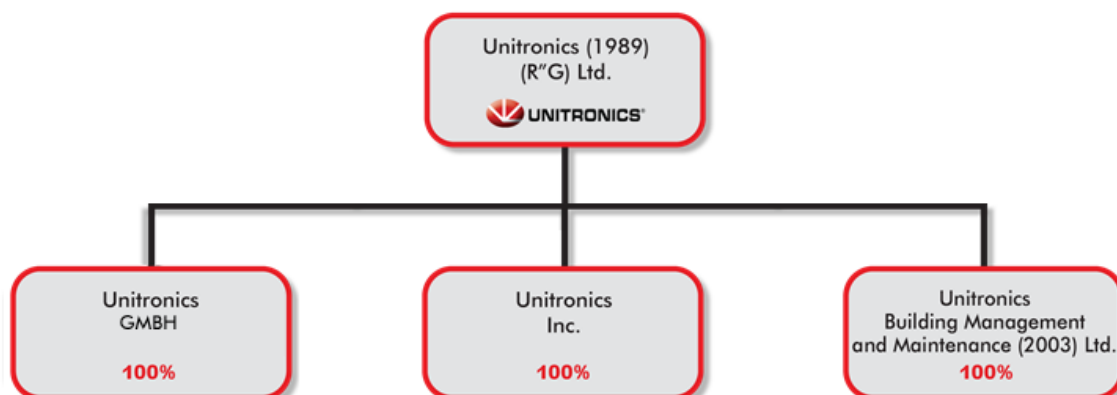 Unitronics (1989)
(R"G) Ltd.
UNITRONICS®
Unitronics
GMBH
100%
Unitronics
Inc.
100%
Unitronics
Building Management
and Maintenance (2003) Ltd.
100%